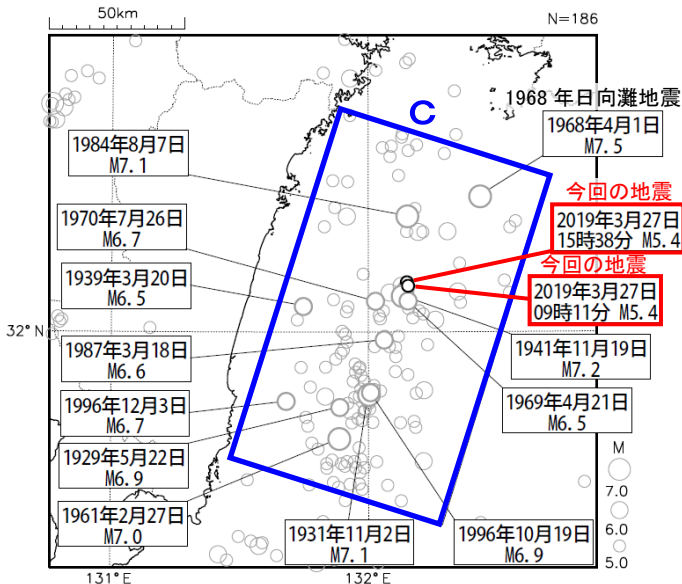 50km
N=186
C
1968年日向灘地震
1968年4月1日
M7.5
1984年8月7日
M7.1
今回の地震
2019年3月27日
15時38分 M5.4
1970年7月26日
M6.7
今回の地震
2019年3月27日
09時11分 M5.4
1939年3月20日
M6.5
32°N
1941年11月19日
M7.2
1987年3月18日
M6.6
1969年4月21日
M6.5
1996年12月3日
M6.7
1929年5月22日
M6.9
M
7.0
6.0
5.0
1961年2月27日
M7.0
1931年11月2日
M7.1
1996年10月19日
M6.9
131°E
132°E